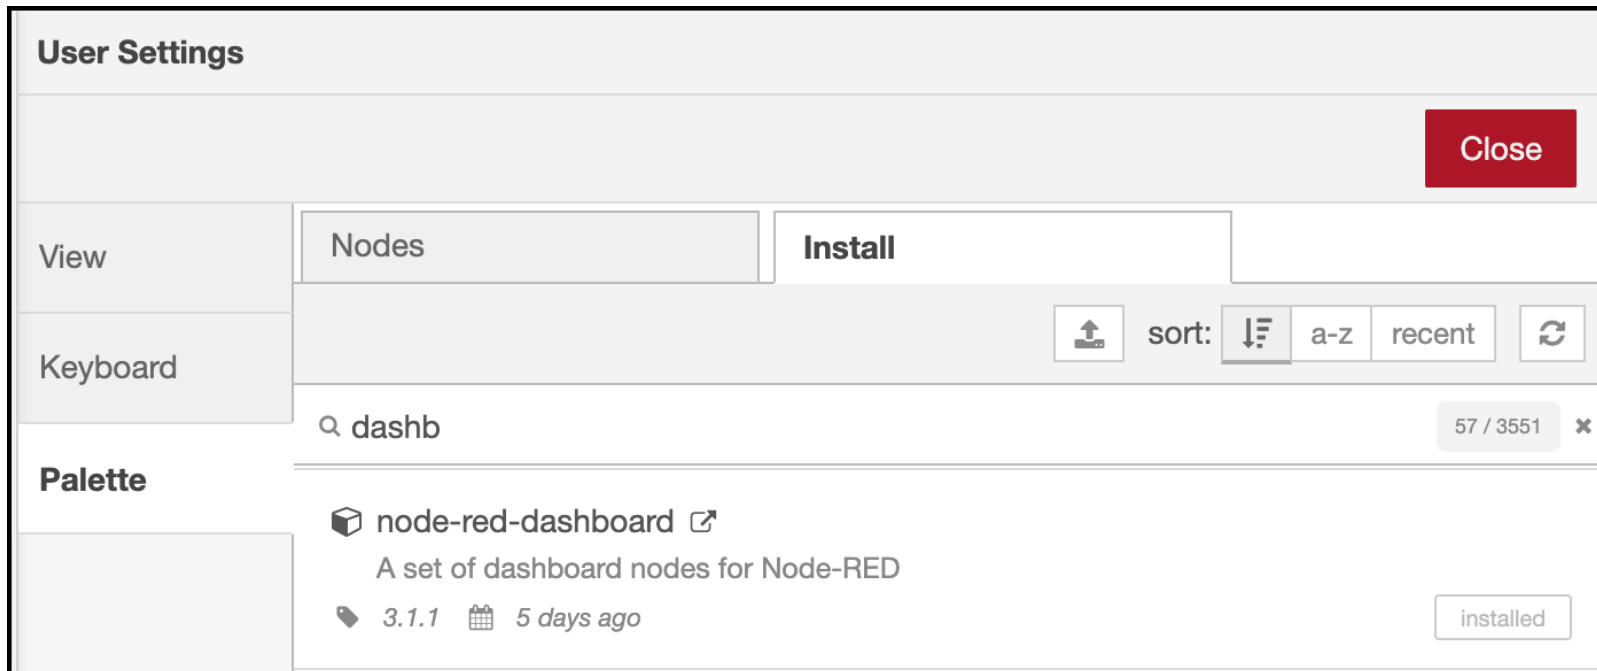 User Settings
Close
View
Nodes
Install
sort: a-z recent
Keyboard
dashb
57 / 3551
Palette
node-red-dashboard
A set of dashboard nodes for Node-RED
3.1.1 5 days ago
installed